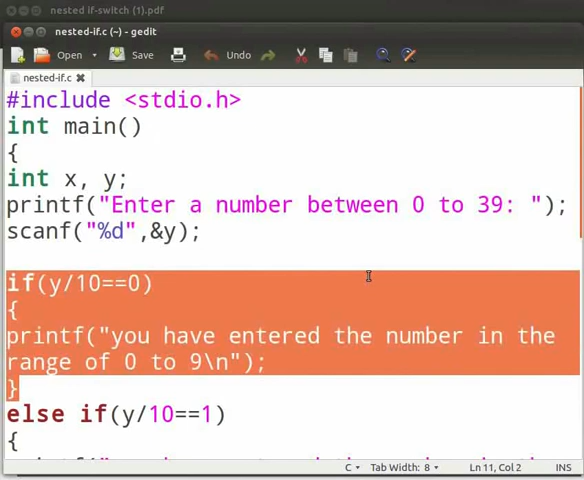 nested if-switch (1).pdf
nested-if.c (~) - gedit
Open Save Undo
nested-if.c
#include <stdio.h>
int main()
{
int x, y;
printf("Enter a number between 0 to 39: ");
scanf("%d",&y);
if(y/10==0)
{
printf("you have entered the number in the
range of 0 to 9\n");
}
else if(y/10==1)
{
C Tab Width: 8 Ln 11, Col 2 INS